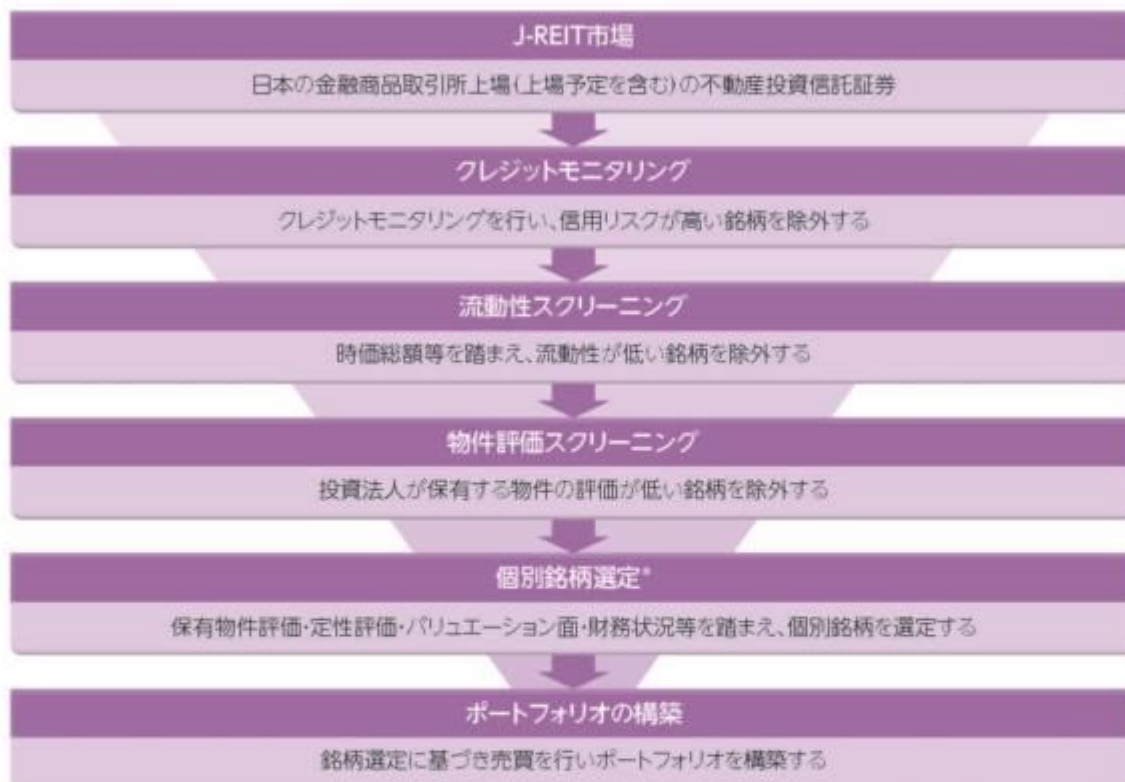 J-REIT市場
日本の金融商品取引所上場(上場予定を含む)の不動産投資信託証券
クレジットモニタリング
クレジットモニタリングを行い、信用リスクが高い銘柄を除外する
流動性スクリーニング
時価総額等を踏まえ、流動性が低い銘柄を除外する
物件評価スクリーニング
投資法人が保有する物件の評価が低い銘柄を除外する
個別銘柄選定*
保有物件評価・定性評価・バリュエーション面・財務状況等を踏まえ、個別銘柄を選定する
ポートフォリオの構築
銘柄選定に基づき売買を行いポートフォリオを構築する